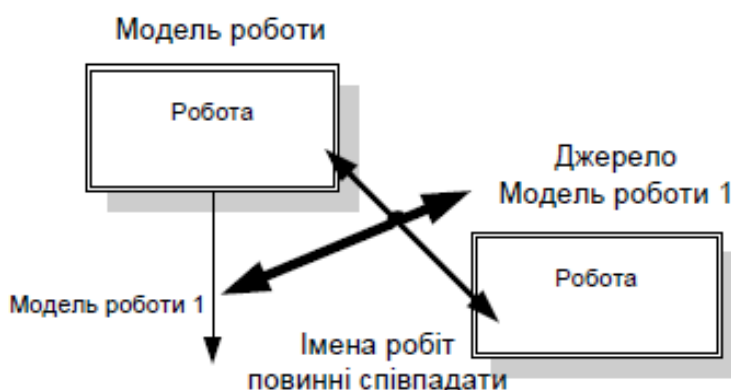 Модель роботи
Робота
Джерело
Модель роботи 1
Робота
Модель роботи 1
Імена робіт
повинні співпадати